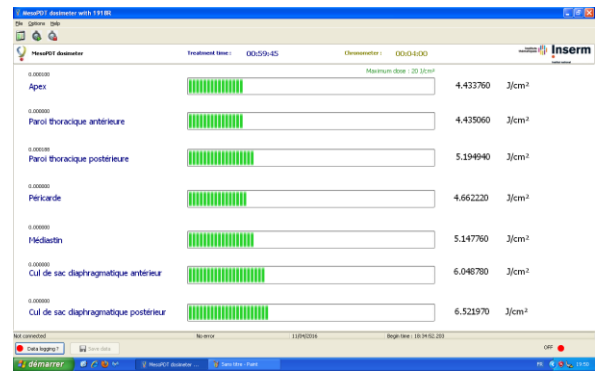 MesoPDT dosimeter with 1918R
File Options Help
MesoPDT dosimeter
Treatment time : 00:59:45
Chronometer : 00:04:00
Inserm
Maximum dose : 20 J/cm²
0.000100
Apex 4.433760 J/cm²
0.000000
Paroi thoracique antérieure 4.435060 J/cm²
0.000100
Paroi thoracique postérieure 5.194940 J/cm²
0.000000
Péricarde 4.662220 J/cm²
0.000000
Médiastin 5.147760 J/cm²
0.000000
Cul de sac diaphragmatique antérieur 6.048780 J/cm²
0.000000
Cul de sac diaphragmatique postérieur 6.521970 J/cm²
Not connected No error 11/04/2016 Begin time : 18:34:52.203
Data logging ? Save data OFF
démarrer MesoPDT dosimeter ... Sans titre - Paint FR 19:50